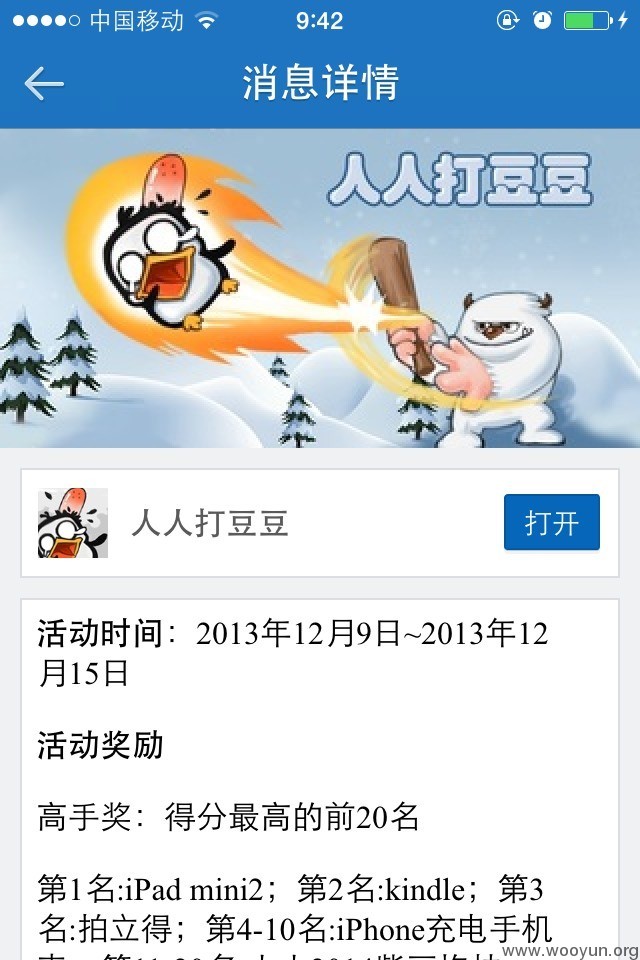 中国移动 9:42
消息详情
人人打豆豆
人人打豆豆 打开
活动时间：2013年12月9日~2013年12
月15日
活动奖励
高手奖：得分最高的前20名
第1名:iPad mini2；第2名:kindle；第3
名:拍立得；第4-10名:iPhone充电手机
www.wooyun.org